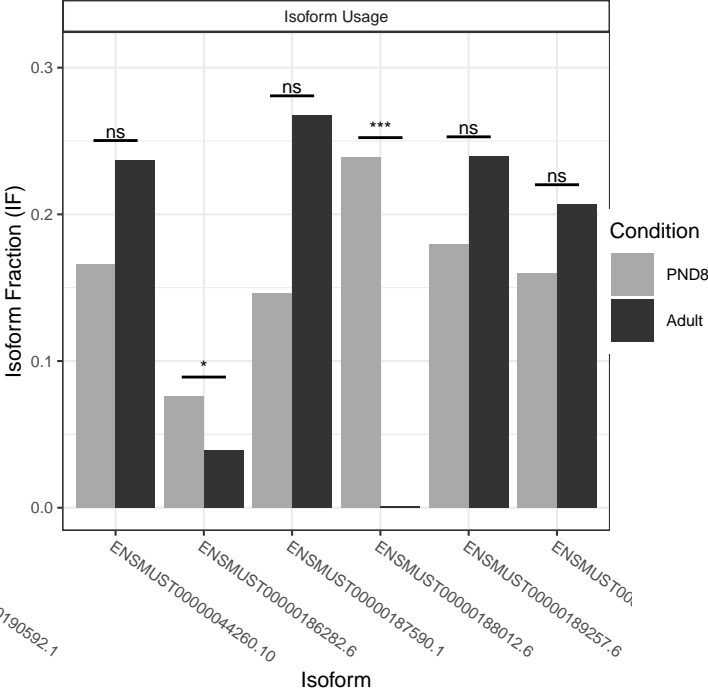 Isoform Usage
Isoform Fraction (IF)
0.3
0.2
0.1
0.0
ns
*
ns
***
ns
ns
Condition
PND8
Adult
ENSMUST00000044260.10
ENSMUST00000186282.6
ENSMUST00000187590.1
ENSMUST00000188012.6
ENSMUST00000189257.6
Isoform